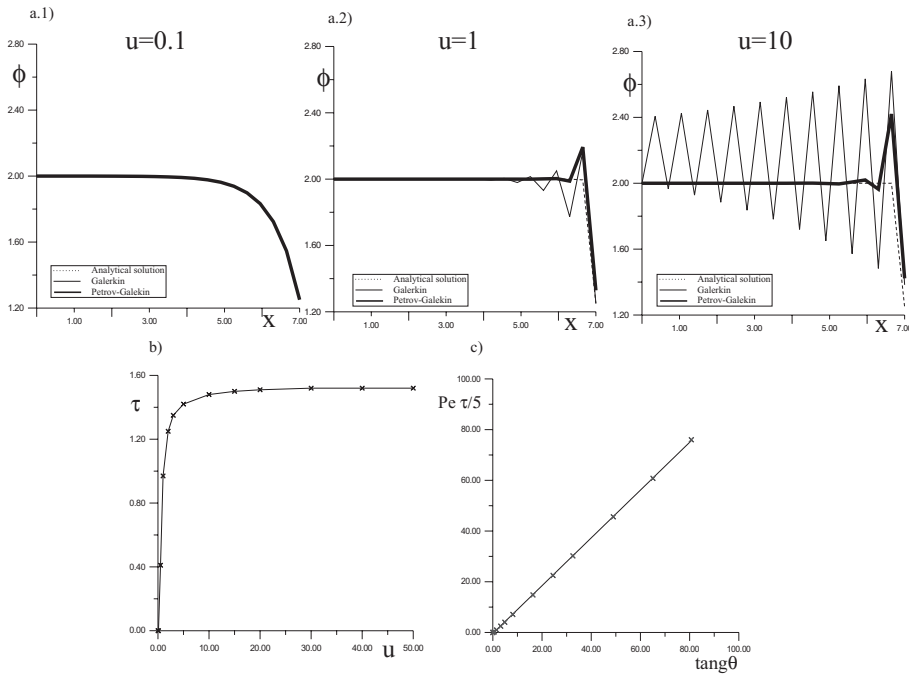 a.1)
u=0.1
2.80
ϕ
2.40
2.00
1.60
1.20
Analytical solution
Galerkin
Petrov-Galekin
1.00 3.00 5.00 X 7.00
a.2)
u=1
2.80
ϕ
2.40
2.00
1.60
1.20
Analytical solution
Galerkin
Petrov-Galekin
1.00 3.00 5.00 X 7.00
a.3)
u=10
2.80
ϕ
2.40
2.00
1.60
1.20
Analytical solution
Galerkin
Petrov-Galekin
1.00 3.00 5.00 X 7.00
b)
1.60
τ
1.20
0.80
0.40
0.00
0.00 10.00 20.00 30.00 40.00 50.00
u
c)
100.00
Pe τ/5
80.00
60.00
40.00
20.00
0.00
0.00 20.00 40.00 60.00 80.00 100.00
tangθ